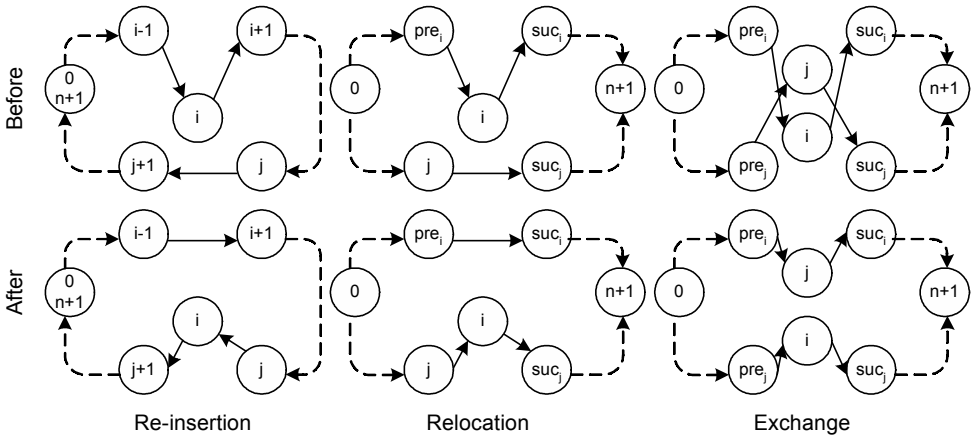 Before
i-1
i+1
0
n+1
i
j+1
j
pre_i
suc_i
0
n+1
i
j
suc_j
pre_i
suc_i
j
0
n+1
i
pre_j
suc_j
After
i-1
i+1
0
n+1
i
j+1
j
pre_i
suc_i
0
n+1
i
j
suc_j
pre_i
suc_i
j
0
n+1
i
pre_j
suc_j
Re-insertion
Relocation
Exchange